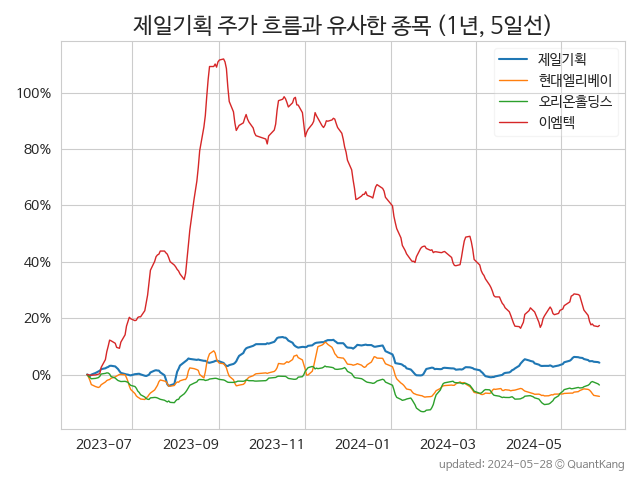 제일기획 주가 흐름과 유사한 종목 (1년, 5일선)
제일기획
현대엘리베이
오리온홀딩스
이엠텍
100%
80%
60%
40%
20%
0%
2023-07 2023-09 2023-11 2024-01 2024-03 2024-05
updated: 2024-05-28 © QuantKang